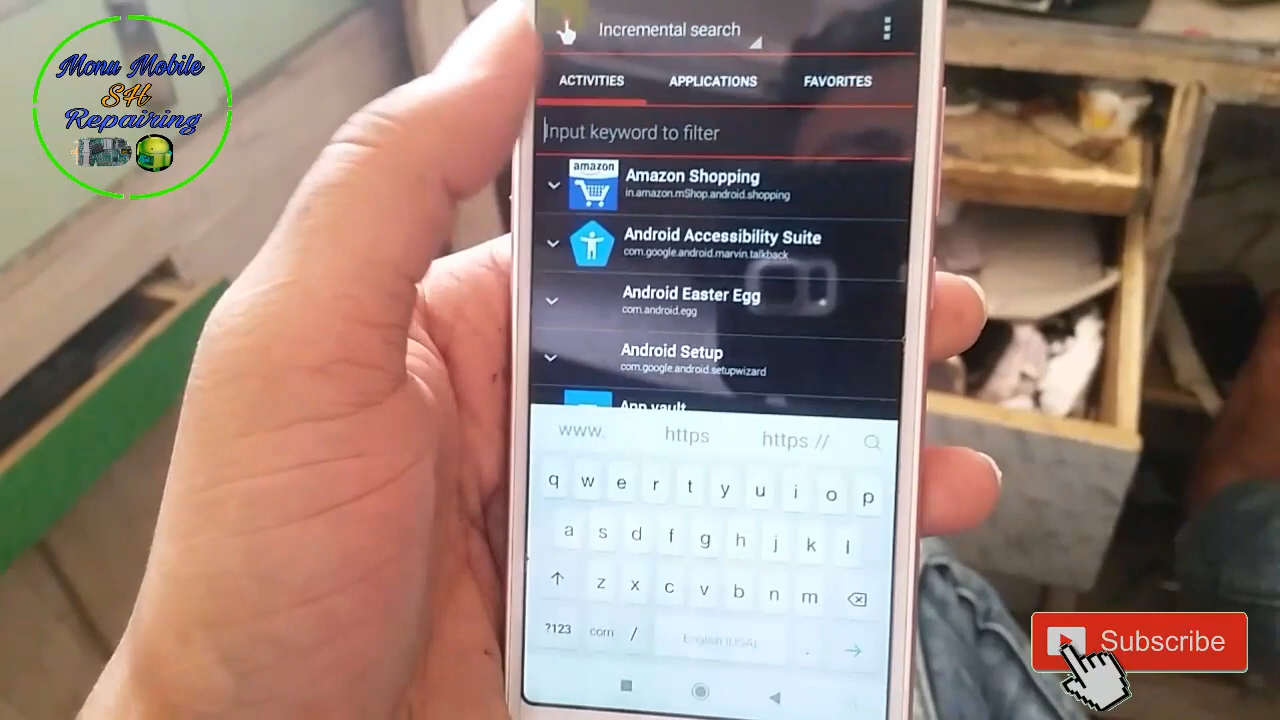 Monu Mobile
SH
Repairing
Incremental search
ACTIVITIES APPLICATIONS FAVORITES
Input keyword to filter
amazon
Amazon Shopping
in.amazon.mShop.android.shopping
Android Accessibility Suite
com.google.android.marvin.talkback
Android Easter Egg
com.android.egg
Android Setup
com.google.android.setupwizard
App vault
www. https https //
q w e r t y u i o p
a s d f g h j k l
z x c v b n m
?123 com / English (USA) .
Subscribe